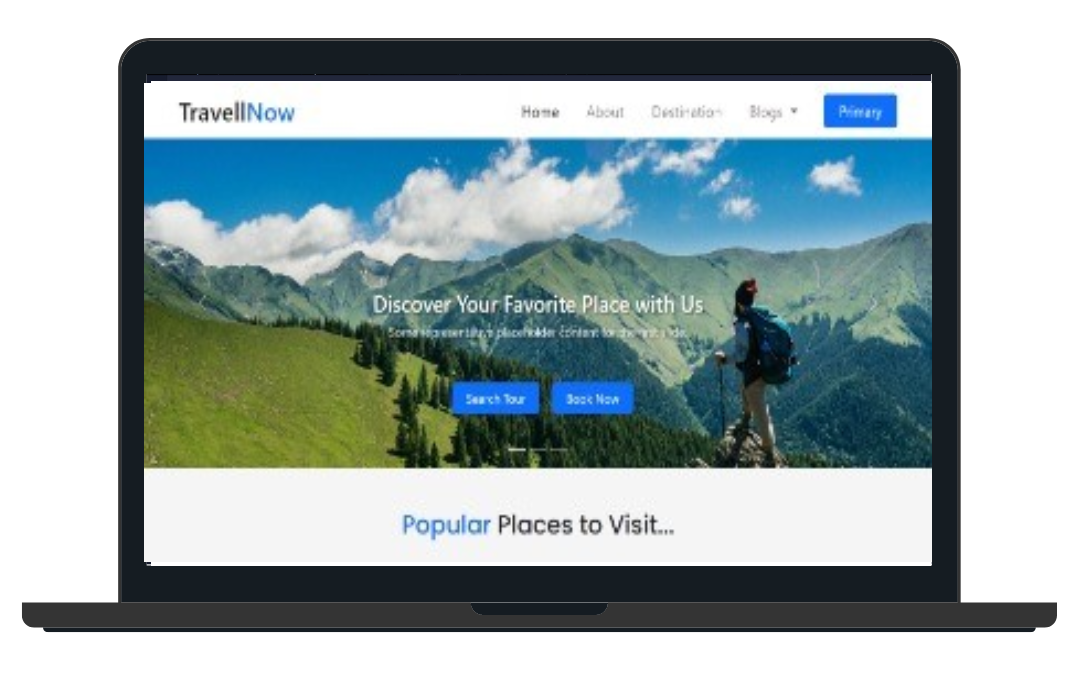 TravellNow
Home About Destination Blogs Primary
Discover Your Favorite Place with Us
Some representative placeholder content for the first slide.
Search Tour Book Now
Popular Places to Visit...